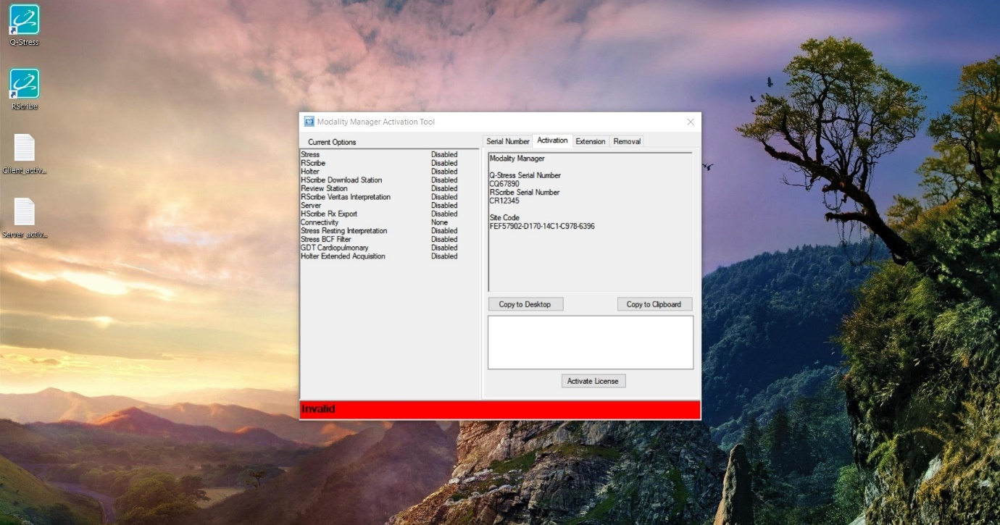 Q-Stress
RScribe
Client_activ...
Server_activ...
Modality Manager Activation Tool
Current Options
Stress Disabled
RScribe Disabled
Holter Disabled
HScribe Download Station Disabled
Review Station Disabled
RScribe Veritas Interpretation Disabled
Server Disabled
HScribe Rx Export Disabled
Connectivity None
Stress Resting Interpretation Disabled
Stress BCF Filter Disabled
GDT Cardiopulmonary Disabled
Holter Extended Acquisition Disabled
Serial Number Activation Extension Removal
Modality Manager
Q-Stress Serial Number
CQ67890
RScribe Serial Number
CR12345
Site Code
FEF57902-D170-14C1-C978-6396
Copy to Desktop Copy to Clipboard
Activate License
Invalid